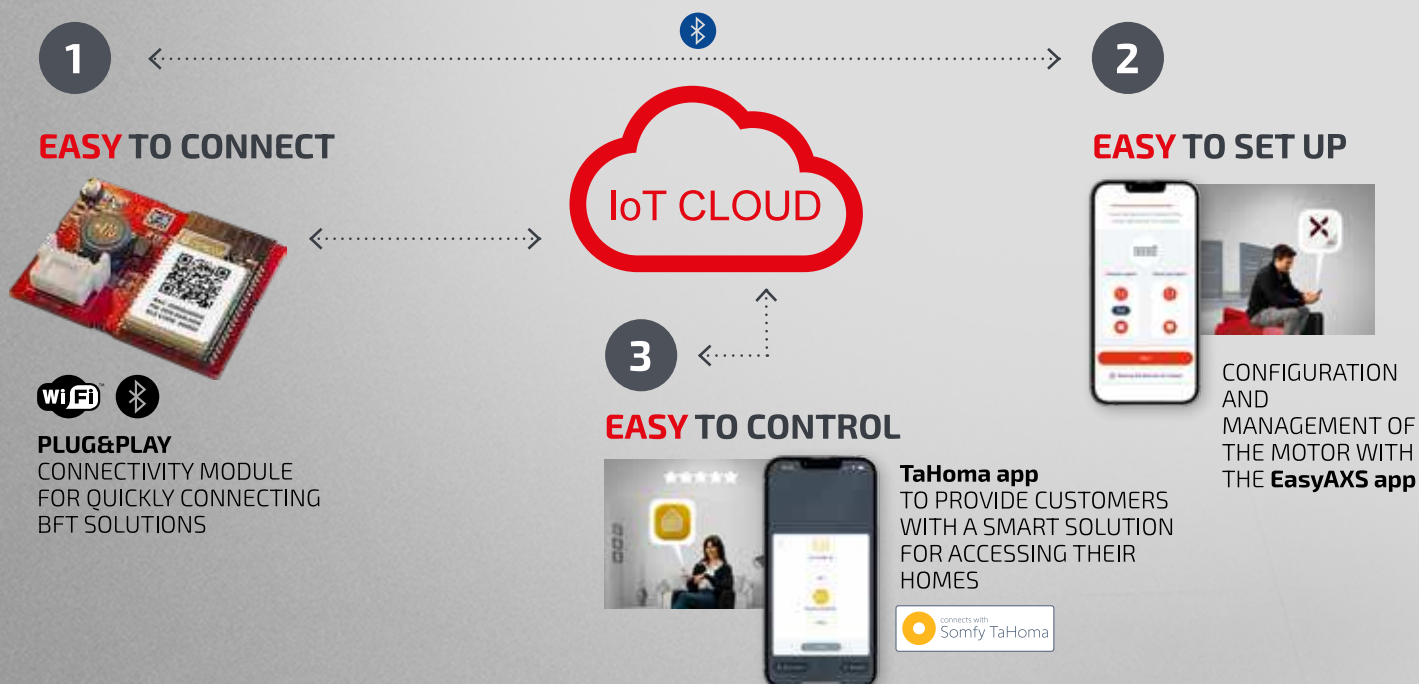 1
2
EASY TO CONNECT
IoT CLOUD
EASY TO SET UP
3
WiFi
PLUG&PLAY
CONNECTIVITY MODULE
FOR QUICKLY CONNECTING
BFT SOLUTIONS
EASY TO CONTROL
TaHoma app
TO PROVIDE CUSTOMERS
WITH A SMART SOLUTION
FOR ACCESSING THEIR
HOMES
connects with
Somfy TaHoma
CONFIGURATION
AND
MANAGEMENT OF
THE MOTOR WITH
THE EasyAXS app